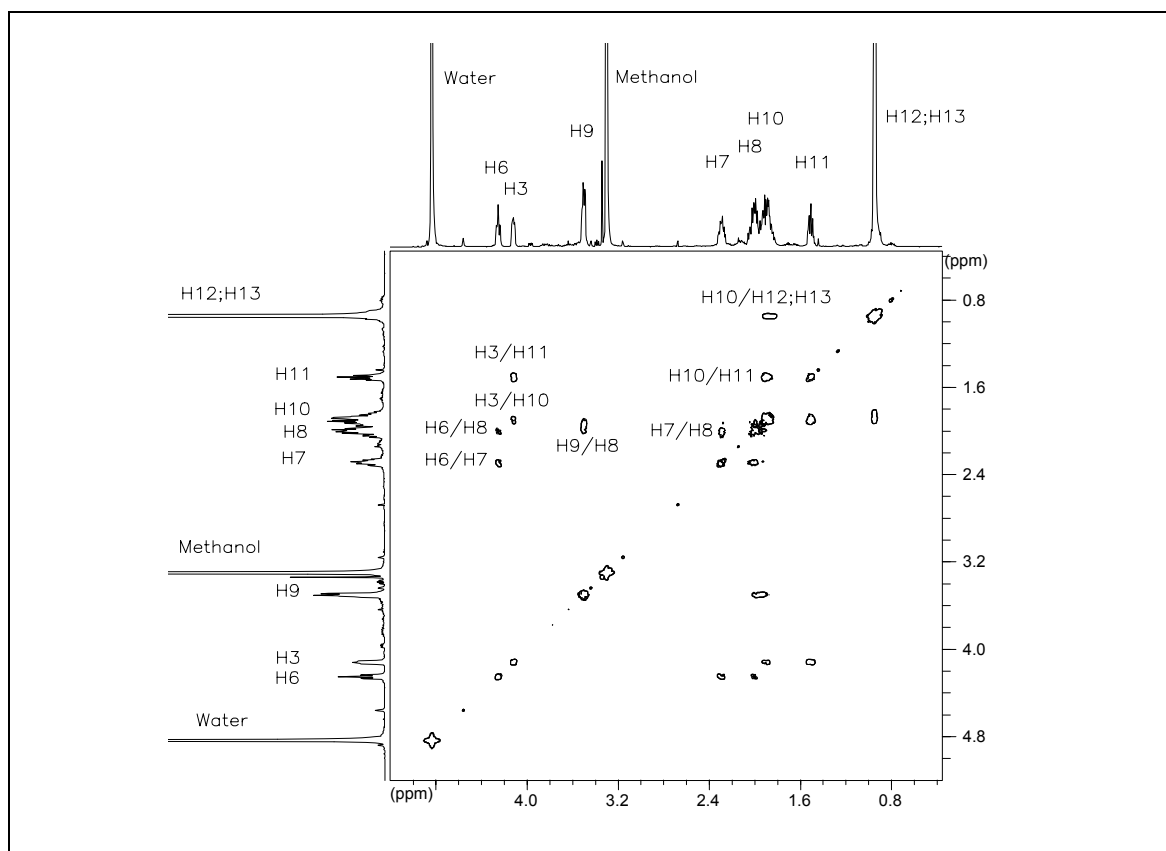 Water
Methanol
H10
H12;H13
H9
H8
H7
H11
H6
H3
(ppm)
H12;H13
H10/H12;H13
0.8
H3/H11
H11
H10/H11
1.6
H3/H10
H10
H6/H8
H7/H8
H8
H9/H8
H7
H6/H7
2.4
Methanol
3.2
H9
H3
4.0
H6
Water
4.8
(ppm)
4.0
3.2
2.4
1.6
0.8